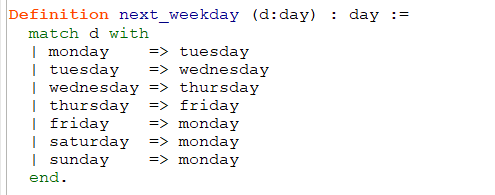 Definition next_weekday (d:day) : day :=
  match d with
  | monday    => tuesday
  | tuesday   => wednesday
  | wednesday => thursday
  | thursday  => friday
  | friday    => monday
  | saturday  => monday
  | sunday    => monday
  end.